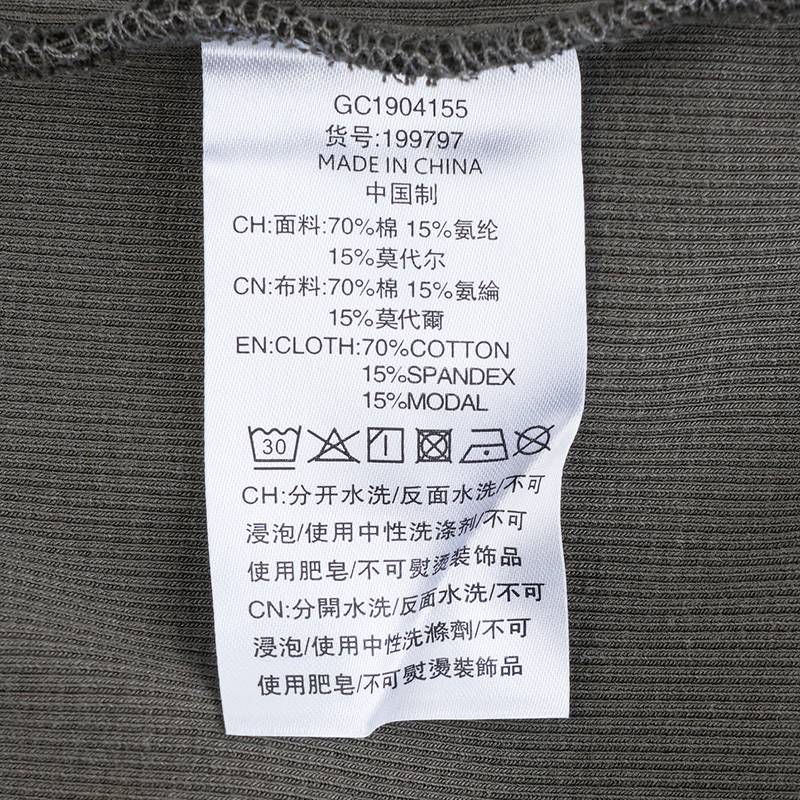 GC1904155
货号:199797
MADE IN CHINA
中国制
CH:面料:70%棉 15%氨纶
15%莫代尔
CN:布料:70%棉 15%氨綸
15%莫代爾
EN:CLOTH:70%COTTON
15%SPANDEX
15%MODAL
30
CH:分开水洗/反面水洗/不可
浸泡/使用中性洗涤剂/不可
使用肥皂/不可熨烫装饰品
CN:分開水洗/反面水洗/不可
浸泡/使用中性洗滌劑/不可
使用肥皂/不可熨燙裝飾品